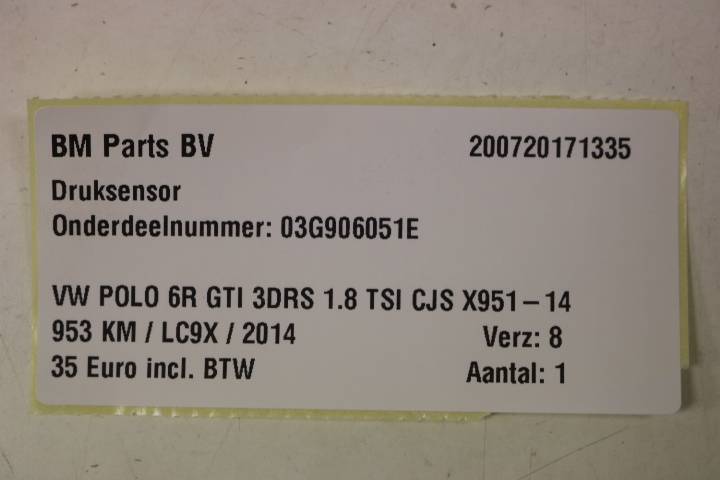 BM Parts BV 200720171335
Druksensor
Onderdeelnummer: 03G906051E
VW POLO 6R GTI 3DRS 1.8 TSI CJS X951-14
953 KM / LC9X / 2014 Verz: 8
35 Euro incl. BTW Aantal: 1